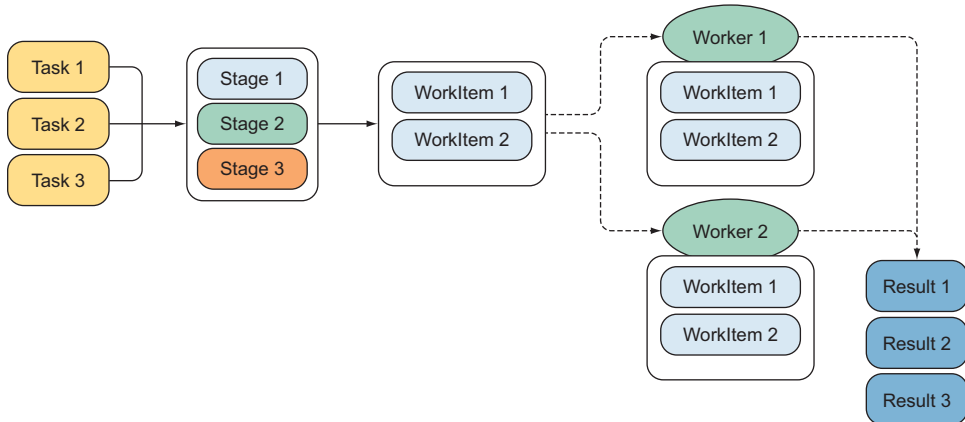 Task 1
Task 2
Task 3
Stage 1
Stage 2
Stage 3
WorkItem 1
WorkItem 2
Worker 1
WorkItem 1
WorkItem 2
Worker 2
WorkItem 1
WorkItem 2
Result 1
Result 2
Result 3